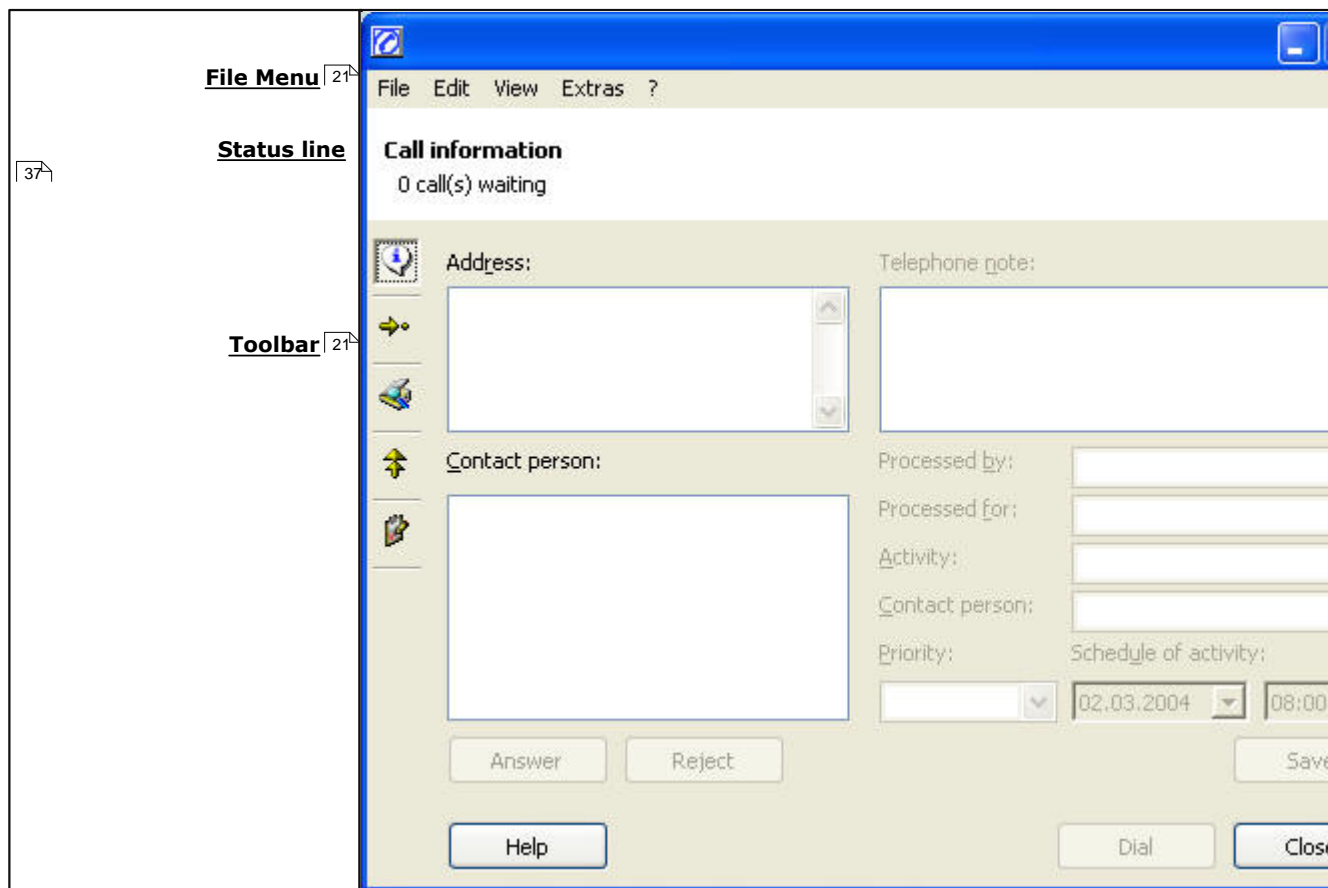 File Menu 21
File Edit View Extras ?
Status line
37
Call information
0 call(s) waiting
Toolbar 21
Address:
Telephone note:
Contact person:
Processed by:
Processed for:
Activity:
Contact person:
Priority:
Schedule of activity:
02.03.2004
08:00
Answer
Reject
Save
Help
Dial
Close